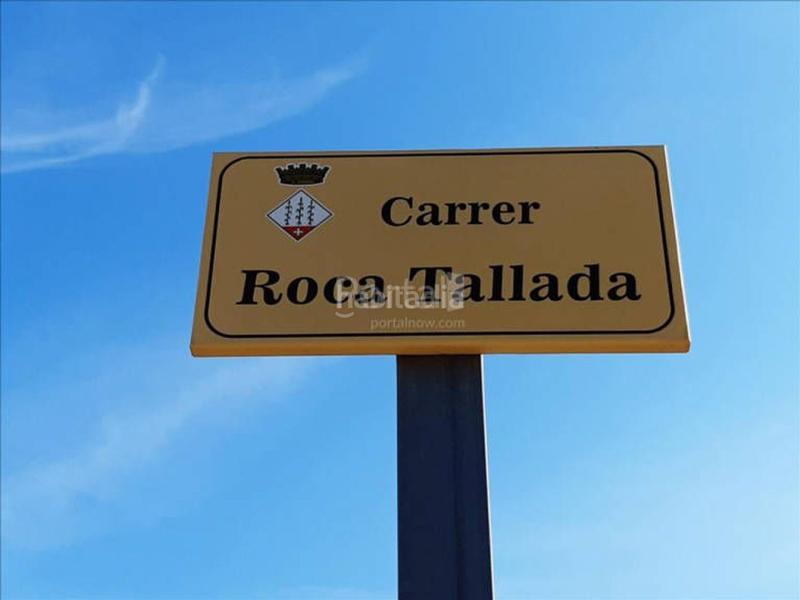 Carrer
Roca Tallada
habitaclia
portalnow.com